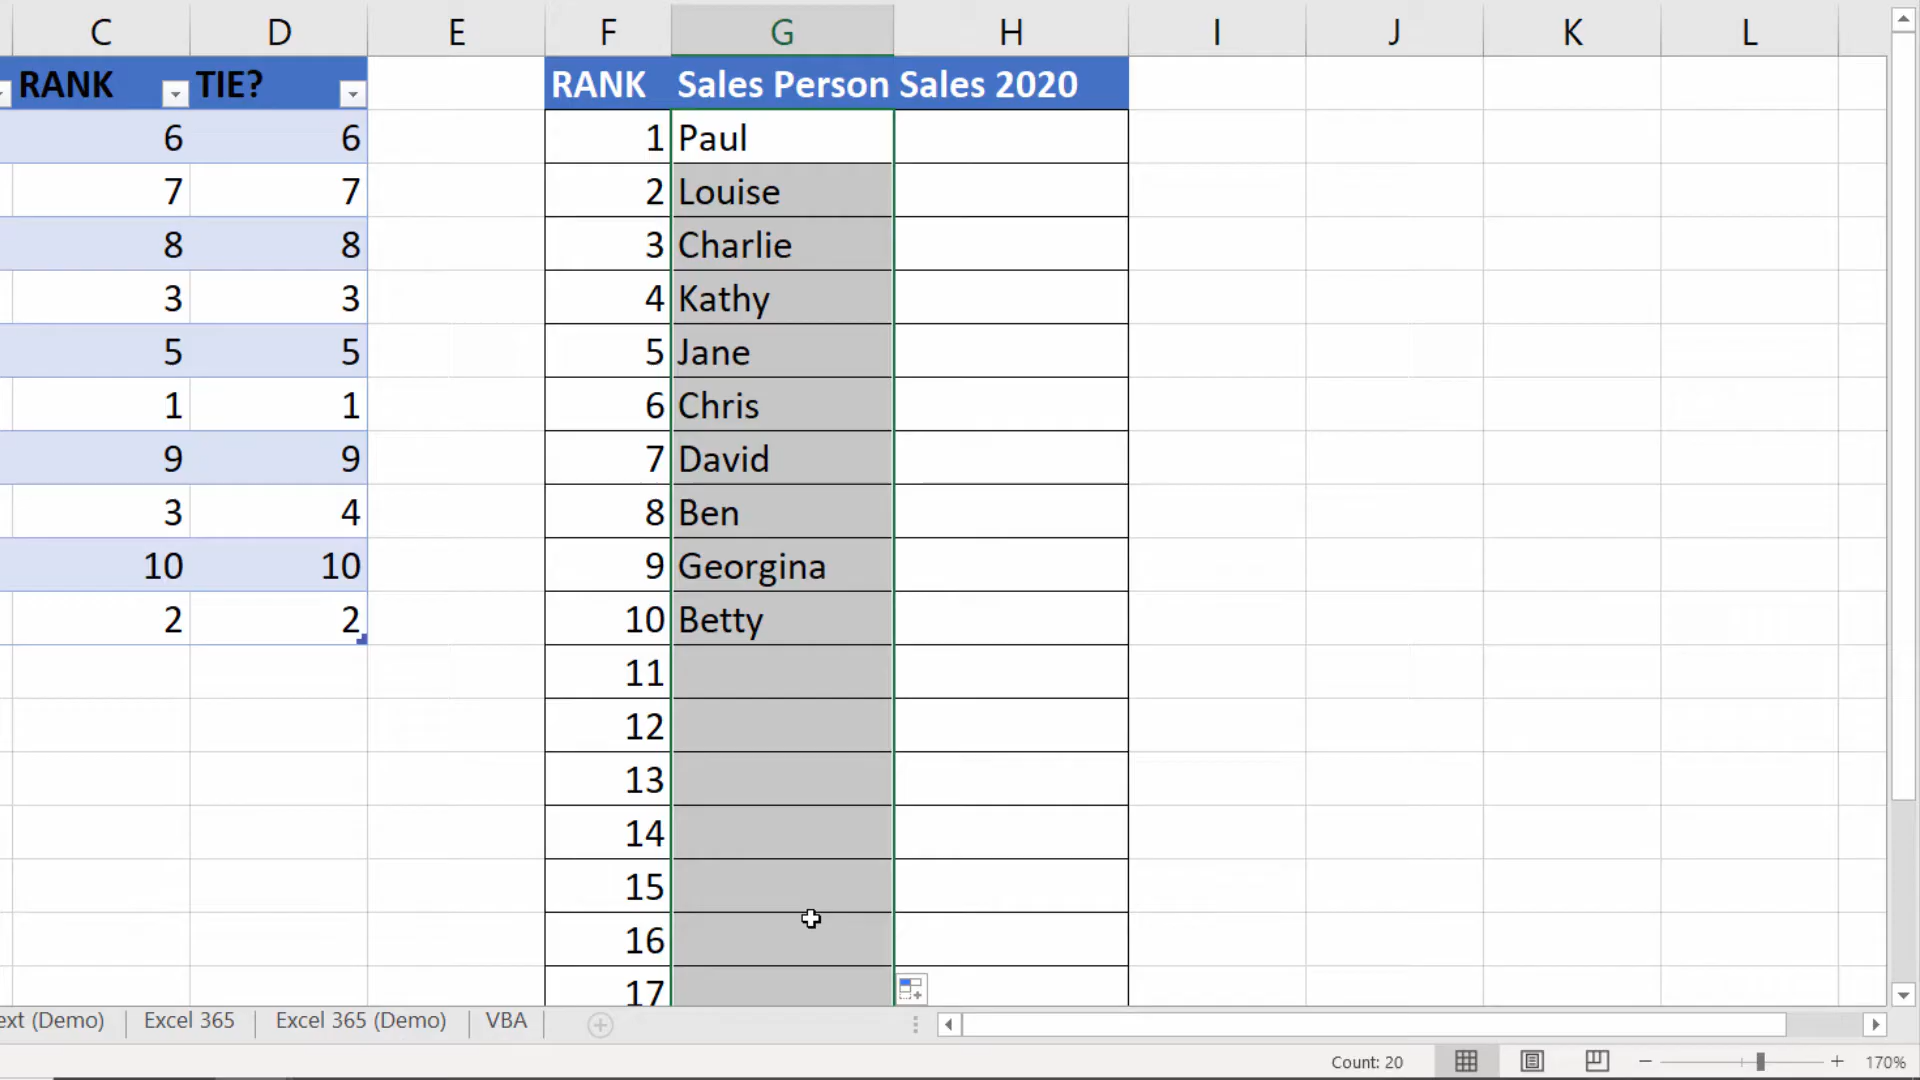 C D E F G H I J K L
RANK TIE? RANK Sales Person Sales 2020
6 6 1 Paul
7 7 2 Louise
8 8 3 Charlie
3 3 4 Kathy
5 5 5 Jane
1 1 6 Chris
9 9 7 David
3 4 8 Ben
10 10 9 Georgina
2 2 10 Betty
11
12
13
14
15
16
17
ext (Demo) Excel 365 Excel 365 (Demo) VBA
Count: 20 170%